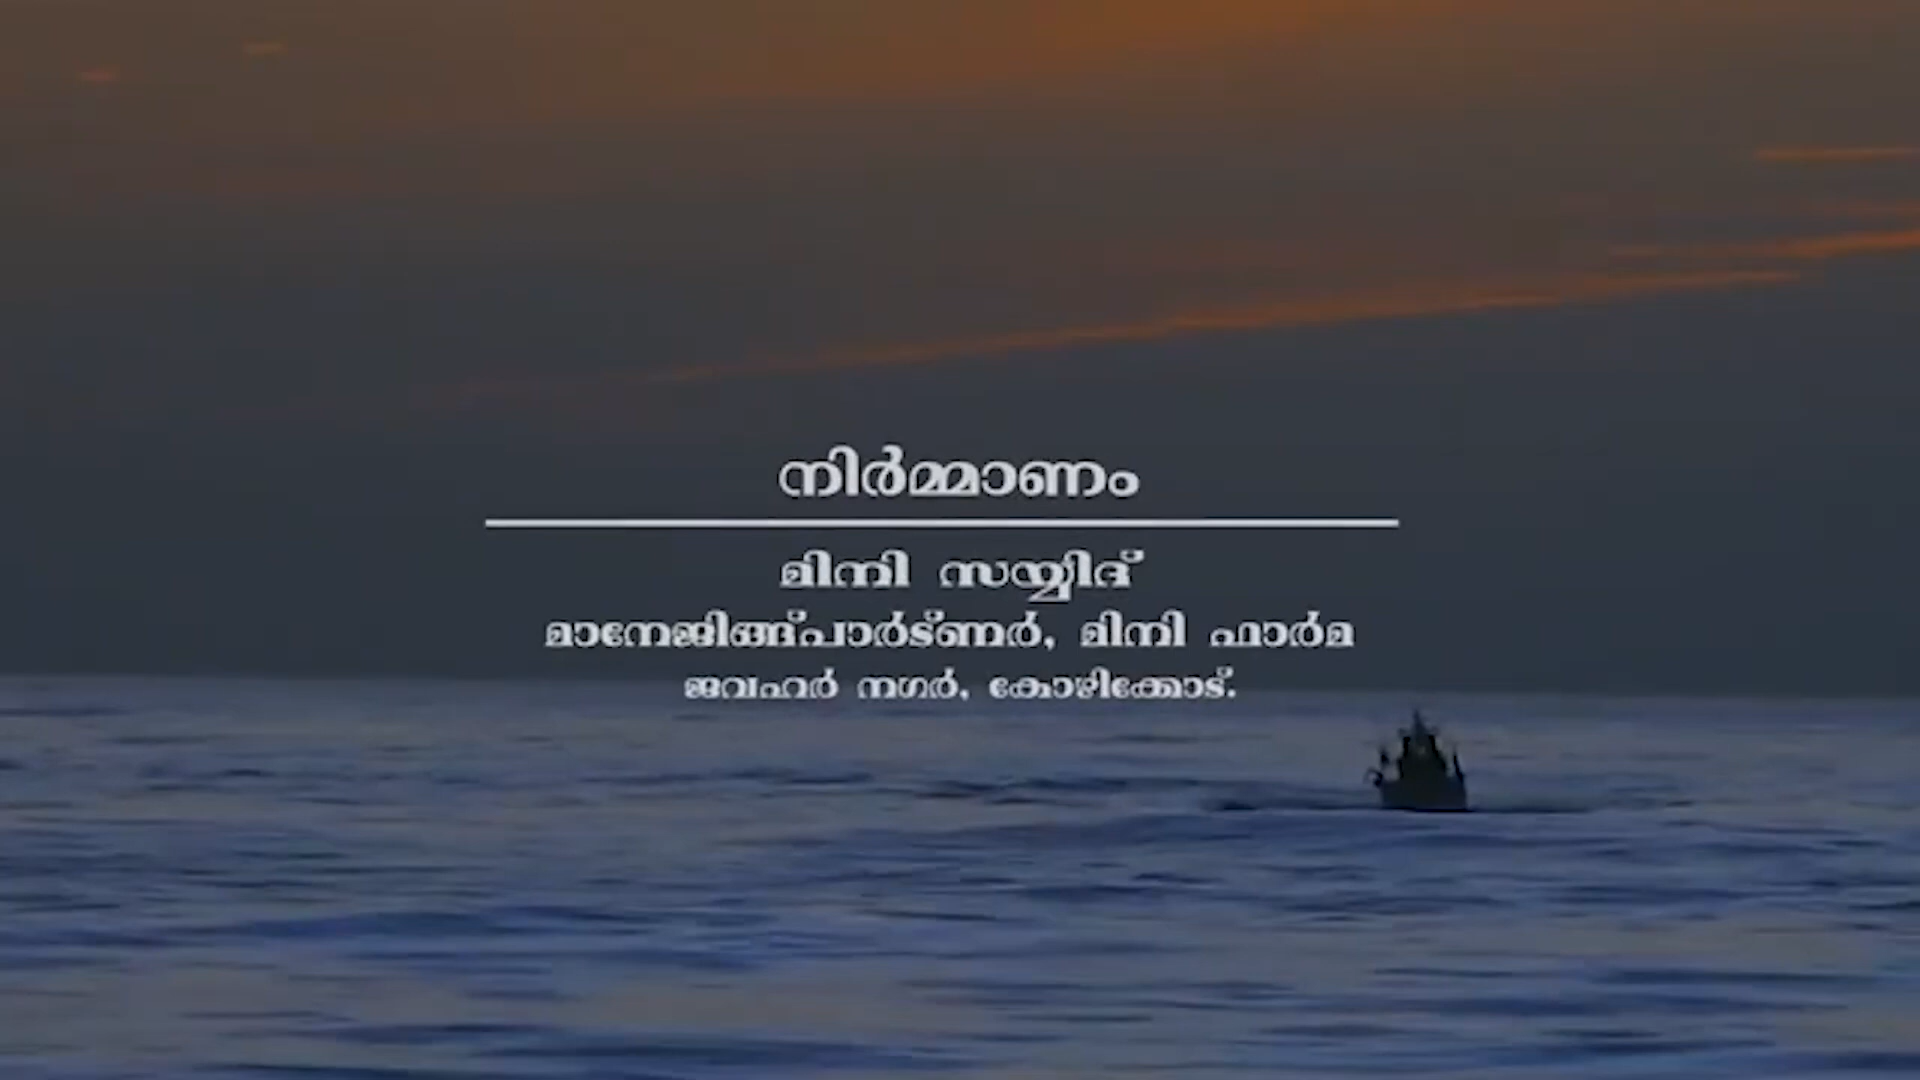 നിർമ്മാണം
മിനി സയ്യിദ്
മാനേജിങ്ങ്പാർട്ണർ, മിനി ഫാർമ
ജവഹർ നഗർ, കോഴിക്കോട്.